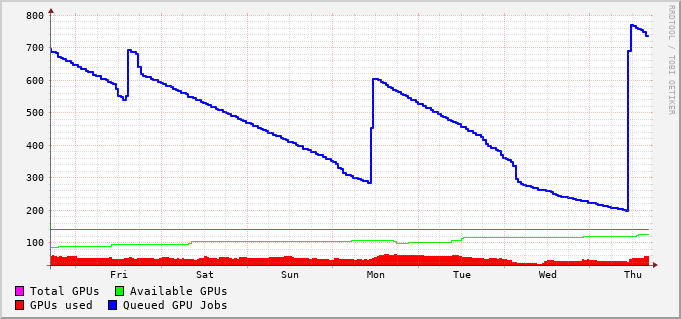 800
700
600
500
400
300
200
100
Fri Sat Sun Mon Tue Wed Thu
Total GPUs Available GPUs
GPUs used Queued GPU Jobs
RRDTOOL / TOBI OETIKER